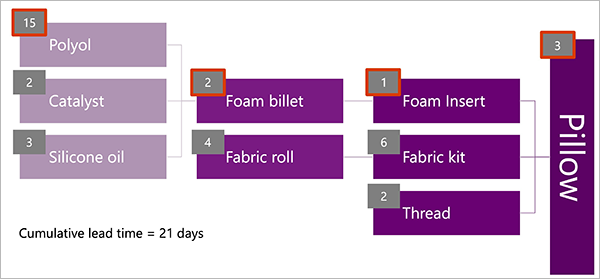 15
Polyol
2
Catalyst
3
Silicone oil
2
Foam billet
4
Fabric roll
1
Foam Insert
6
Fabric kit
2
Thread
3
Pillow
Cumulative lead time = 21 days